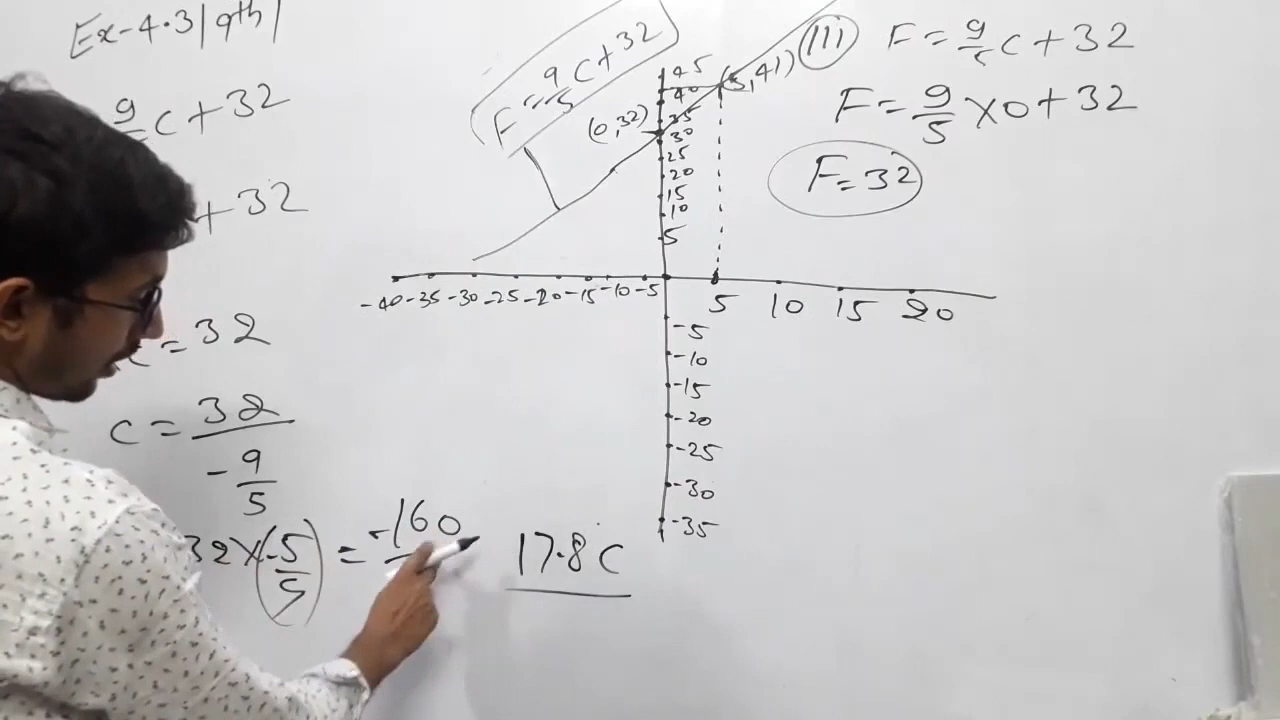 Ex-4.3|9th|
9 c + 32
+ 32
= 32
c = 32
- 9
5
32 × (-5/5) = -160
17.8 c
F = 9/5 c + 32
(0,32)
(5,41)
45
40
35
30
25
20
15
10
5
-40 -35 -30 -25 -20 -15 -10 -5
5 10 15 20
-5
-10
-15
-20
-25
-30
-35
(iii) F = 9/5 c + 32
F = 9/5 × 0 + 32
F = 32